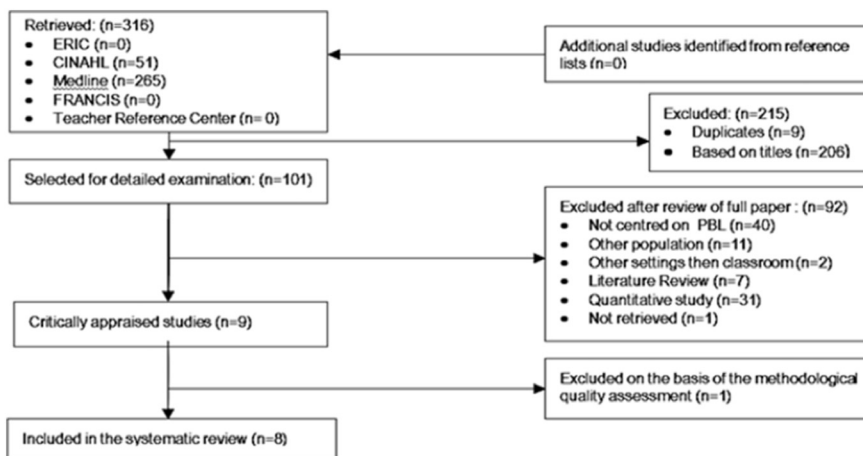 Retrieved: (n=316)
• ERIC (n=0)
• CINAHL (n=51)
• Medline (n=265)
• FRANCIS (n=0)
• Teacher Reference Center (n= 0)
Additional studies identified from reference
lists (n=0)
Excluded: (n=215)
• Duplicates (n=9)
• Based on titles (n=206)
Selected for detailed examination: (n=101)
Excluded after review of full paper : (n=92)
• Not centred on PBL (n=40)
• Other population (n=11)
• Other settings then classroom (n=2)
• Literature Review (n=7)
• Quantitative study (n=31)
• Not retrieved (n=1)
Critically appraised studies (n=9)
Excluded on the basis of the methodological
quality assessment (n=1)
Included in the systematic review (n=8)